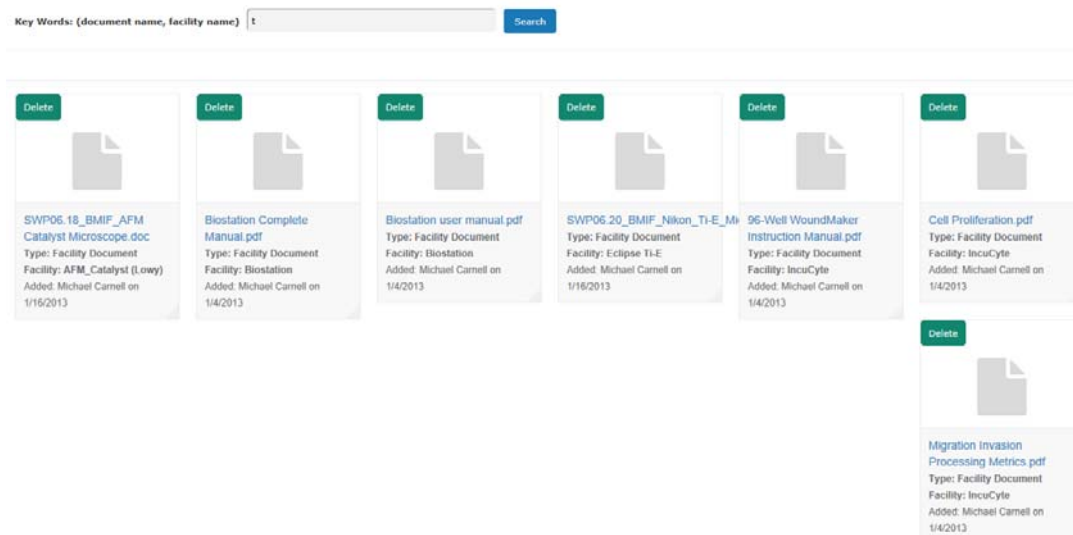 Key Words: (document name, facility name) t Search
Delete
SWP06.18_BMIF_AFM
Catalyst Microscope.doc
Type: Facility Document
Facility: AFM_Catalyst (Lowy)
Added: Michael Carnell on
1/16/2013
Delete
Biostation Complete
Manual.pdf
Type: Facility Document
Facility: Biostation
Added: Michael Carnell on
1/4/2013
Delete
Biostation user manual.pdf
Type: Facility Document
Facility: Biostation
Added: Michael Carnell on
1/4/2013
Delete
SWP06.20_BMIF_Nikon_Ti-E_Mi
Type: Facility Document
Facility: Eclipse Ti-E
Added: Michael Carnell on
1/16/2013
Delete
96-Well WoundMaker
Instruction Manual.pdf
Type: Facility Document
Facility: IncuCyte
Added: Michael Carnell on
1/4/2013
Delete
Cell Proliferation.pdf
Type: Facility Document
Facility: IncuCyte
Added: Michael Carnell on
1/4/2013
Delete
Migration Invasion
Processing Metrics.pdf
Type: Facility Document
Facility: IncuCyte
Added: Michael Carnell on
1/4/2013